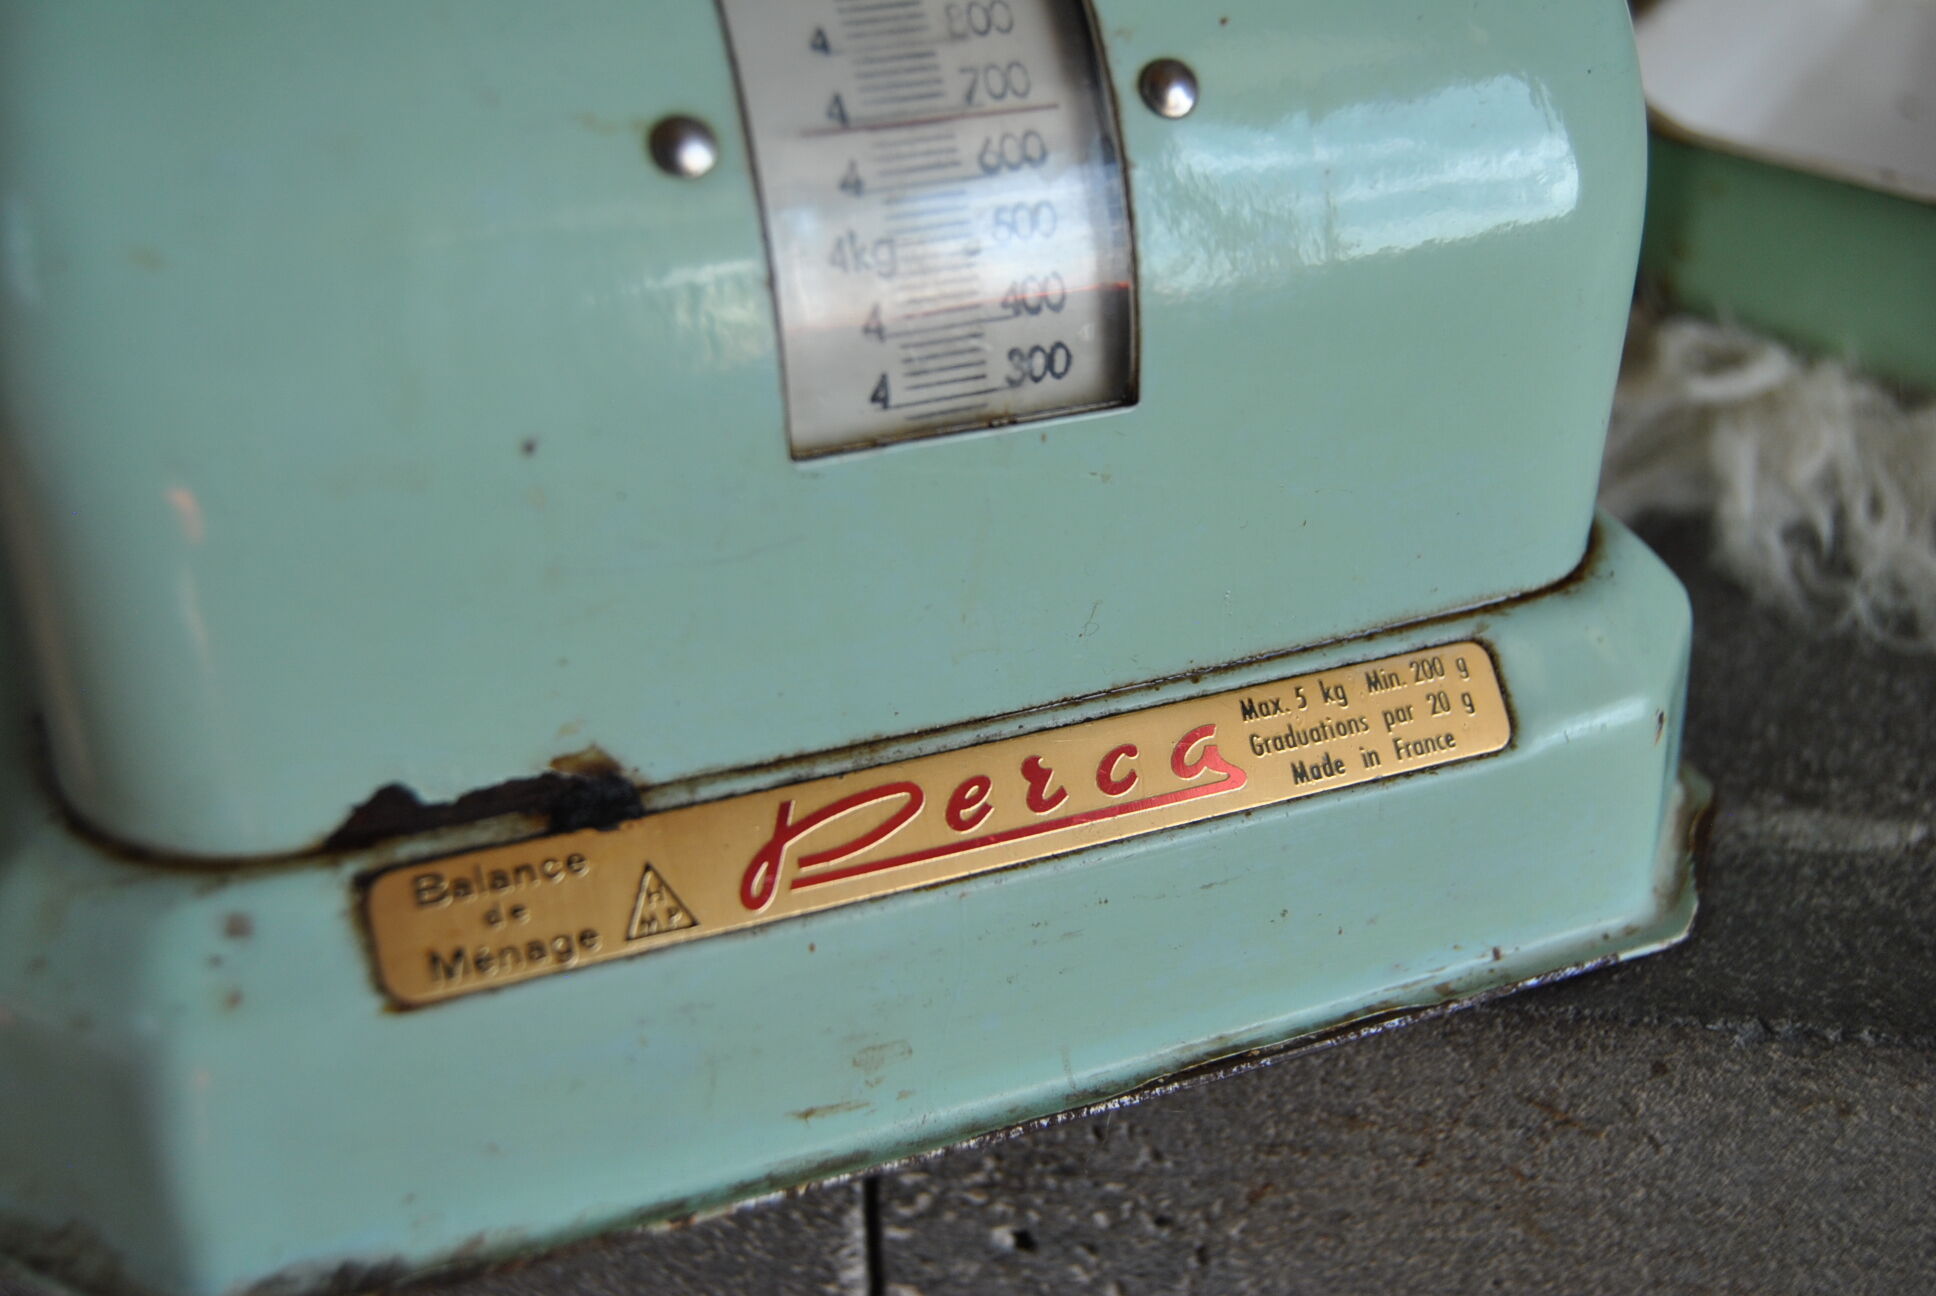 4 800
4 700
4 600
4kg 500
4 400
4 300
Balance
de
Ménage
H
M P
Perca
Max. 5 kg Min. 200 g
Graduations par 20 g
Made in France